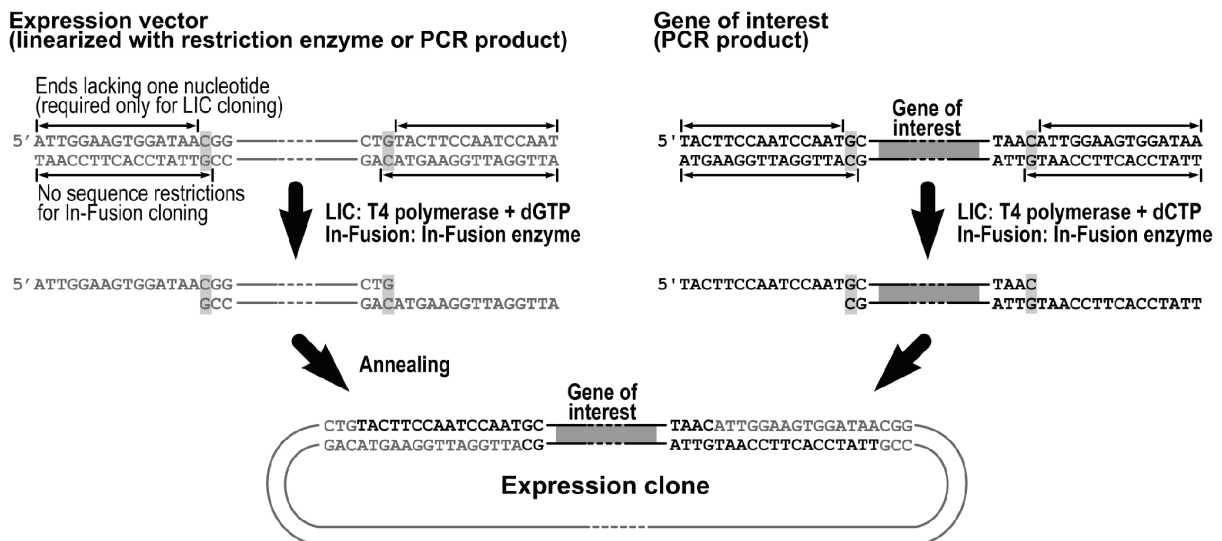 Expression vector
(linearized with restriction enzyme or PCR product)
Gene of interest
(PCR product)
Ends lacking one nucleotide
(required only for LIC cloning)
5'ATTGGAAGTGGATAACGG CTGTACTTCCAATCCAAT
TAACCTTCACCTATTGCC GACATGAAGGTTAGGTTA
No sequence restrictions
for In-Fusion cloning
Gene of
interest
5'TACTTCCAATCCAATGC TAACATTGGAAGTGGATAA
ATGAAGGTTAGGTTACG ATTGTAACCTTCACCTATT
LIC: T4 polymerase + dGTP
In-Fusion: In-Fusion enzyme
LIC: T4 polymerase + dCTP
In-Fusion: In-Fusion enzyme
5'ATTGGAAGTGGATAACGG CTG
GCC GACATGAAGGTTAGGTTA
5'TACTTCCAATCCAATGC TAAC
CG ATTGTAACCTTCACCTATT
Annealing
Gene of
interest
CTGTACTTCCAATCCAATGC TAACATTGGAAGTGGATAACGG
GACATGAAGGTTAGGTTACG ATTGTAACCTTCACCTATTGCC
Expression clone